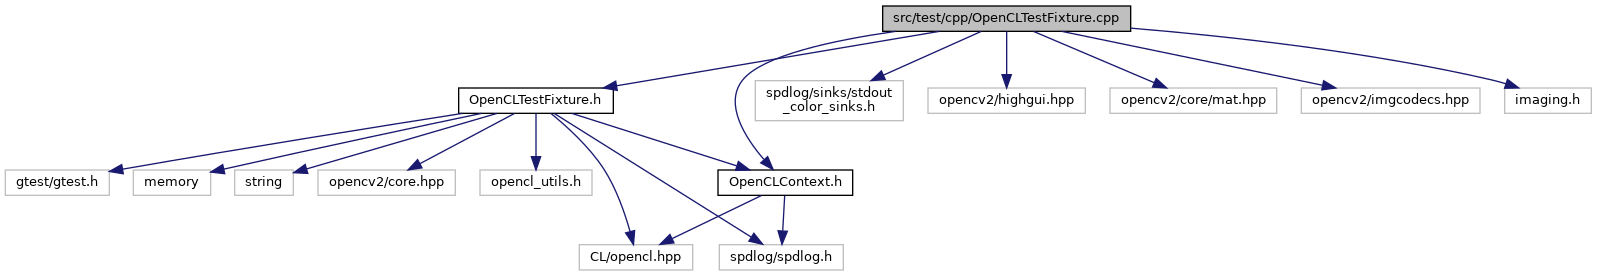 src/test/cpp/OpenCLTestFixture.cpp
OpenCLTestFixture.h
spdlog/sinks/stdout
_color_sinks.h
opencv2/highgui.hpp
opencv2/core/mat.hpp
opencv2/imgcodecs.hpp
imaging.h
gtest/gtest.h
memory
string
opencv2/core.hpp
opencl_utils.h
OpenCLContext.h
CL/opencl.hpp
spdlog/spdlog.h